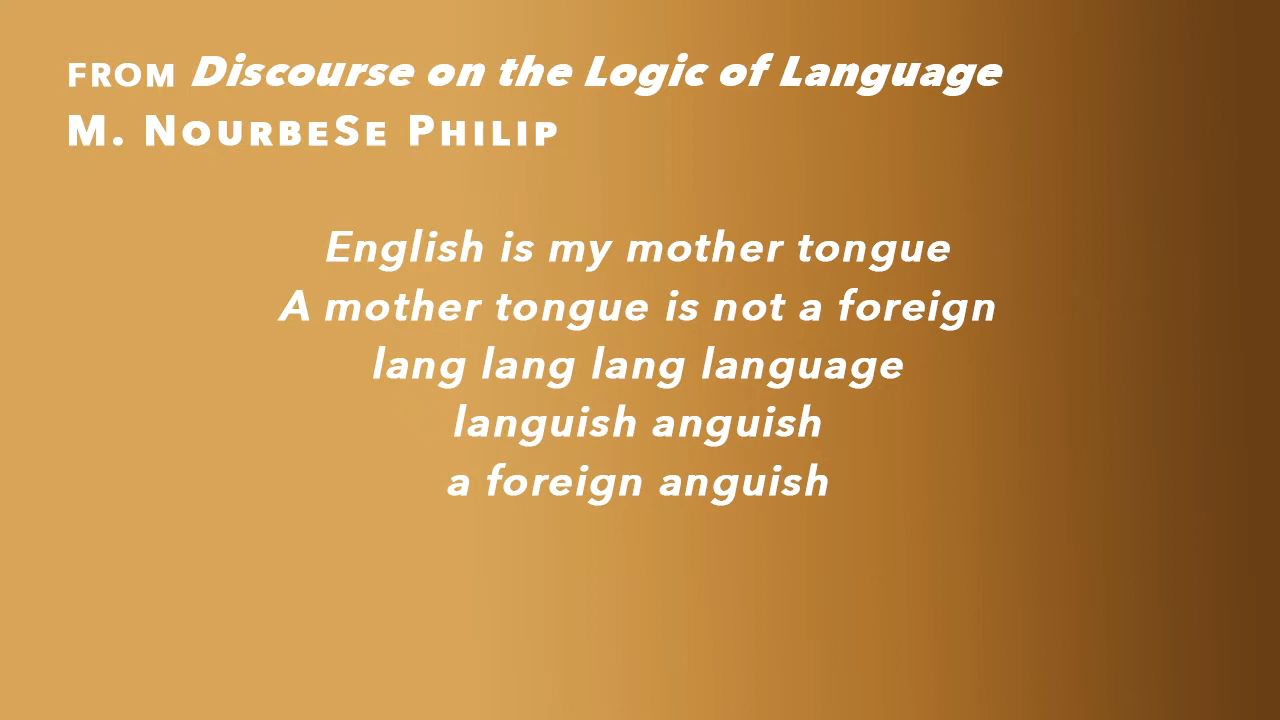 FROM Discourse on the Logic of Language
M. NourbeSe Philip
English is my mother tongue
A mother tongue is not a foreign
lang lang lang language
languish anguish
a foreign anguish